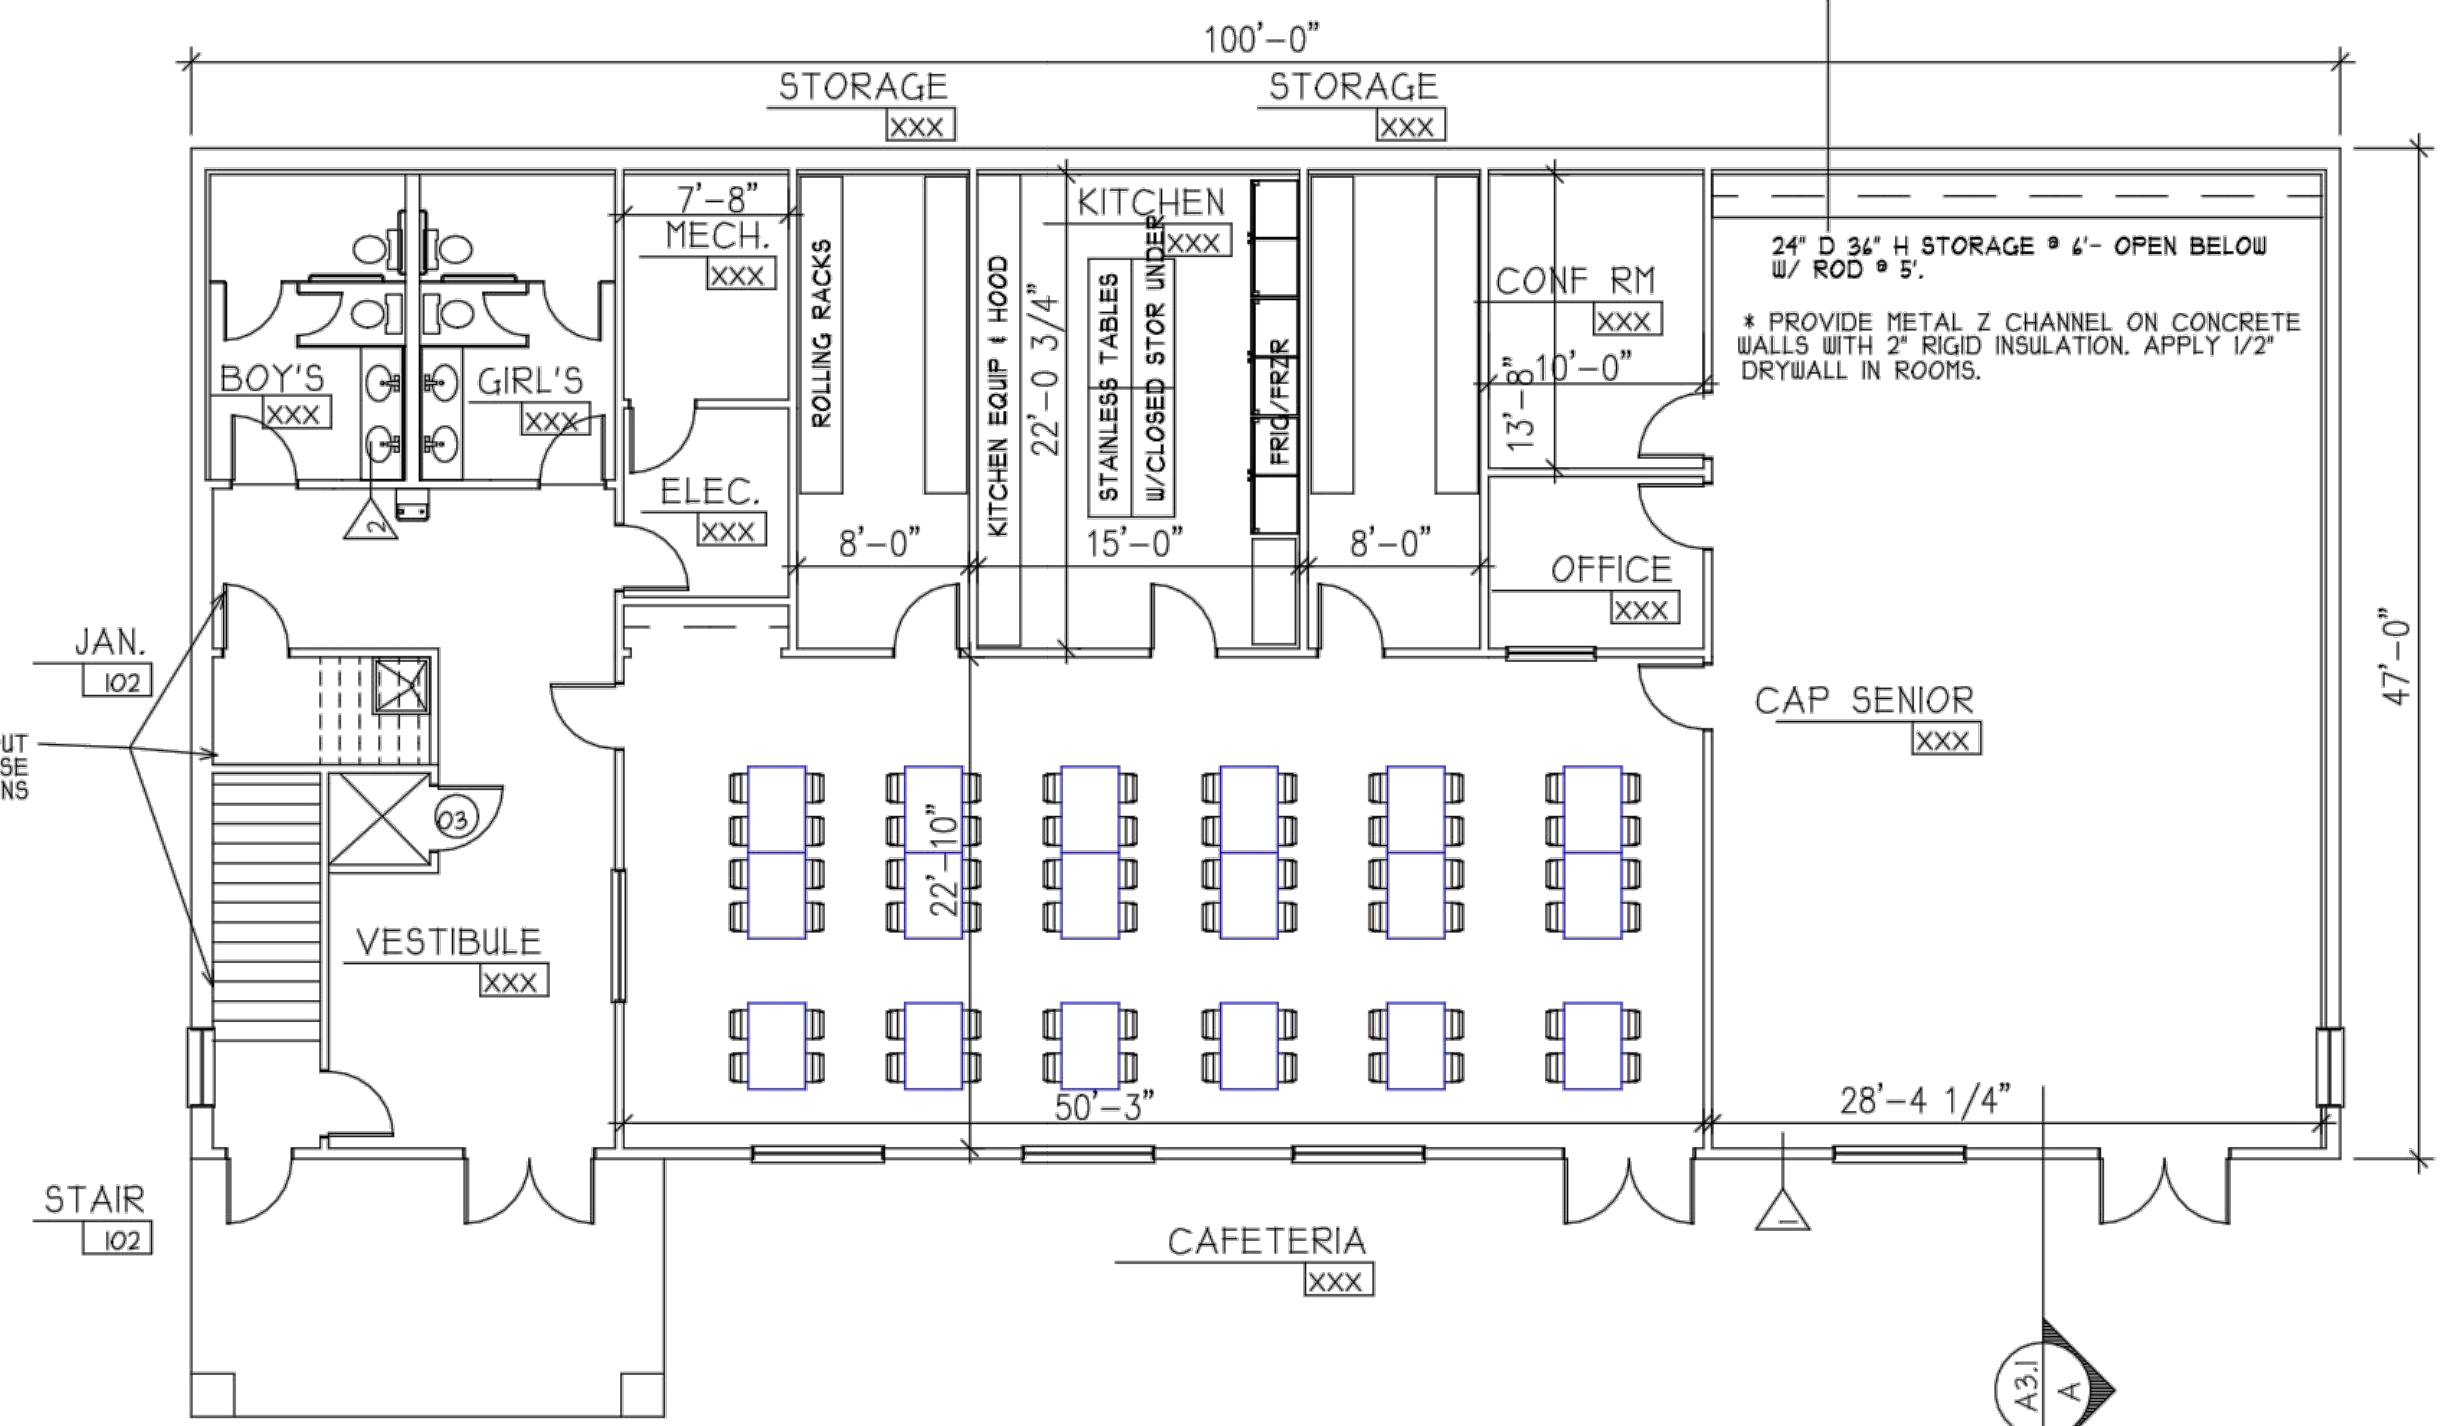 100'-0"
STORAGE
XXX
STORAGE
XXX
7'-8"
MECH.
XXX
ROLLING RACKS
KITCHEN EQUIP & HOOD
22'-0 3/4"
KITCHEN
XXX
STAINLESS TABLES
W/CLOSED STOR UNDER
FRIG/FRZR
CONF RM
XXX
10'-0"
13'-8"
24" D 36" H STORAGE @ 6'- OPEN BELOW
W/ ROD @ 5'.
* PROVIDE METAL Z CHANNEL ON CONCRETE
WALLS WITH 2" RIGID INSULATION. APPLY 1/2"
DRYWALL IN ROOMS.
BOY'S
XXX
GIRL'S
XXX
2
ELEC.
XXX
8'-0"
15'-0"
8'-0"
OFFICE
XXX
47'-0"
JAN.
102
UT
SE
NS
CAP SENIOR
XXX
03
22'-10"
VESTIBULE
XXX
50'-3"
28'-4 1/4"
STAIR
102
1
CAFETERIA
XXX
A3.1
A